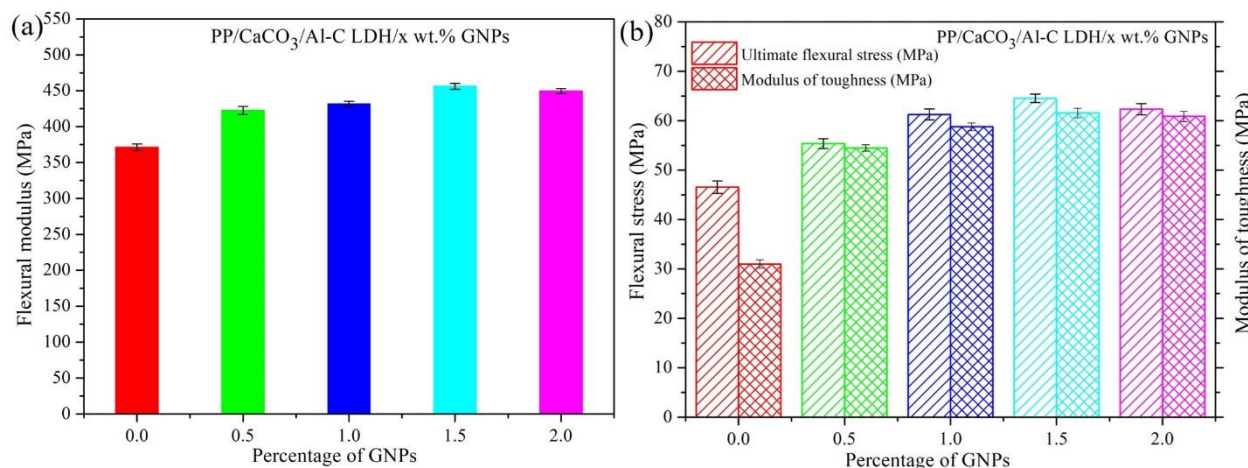 (a)
PP/CaCO₃/Al-C LDH/x wt.% GNPs
Flexural modulus (MPa)
550
500
450
400
350
300
250
200
150
100
50
0
0.0 0.5 1.0 1.5 2.0
Percentage of GNPs
(b)
PP/CaCO₃/Al-C LDH/x wt.% GNPs
Ultimate flexural stress (MPa)
Modulus of toughness (MPa)
Flexural stress (MPa)
80
70
60
50
40
30
20
10
0
0.0 0.5 1.0 1.5 2.0
Percentage of GNPs
Modulus of toughness (MPa)